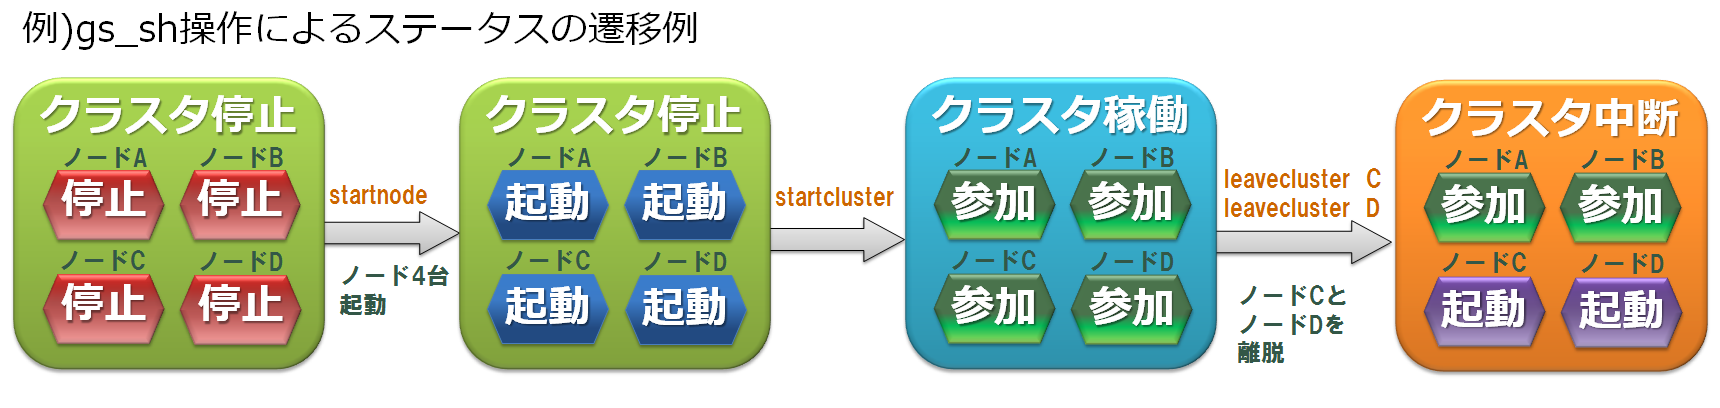 例)gs_sh操作によるステータスの遷移例
クラスタ停止
ノードA ノードB
停止 停止
ノードC ノードD
停止 停止
startnode
ノード4台
起動
クラスタ停止
ノードA ノードB
起動 起動
ノードC ノードD
起動 起動
startcluster
クラスタ稼働
ノードA ノードB
参加 参加
ノードC ノードD
参加 参加
leavecluster C
leavecluster D
ノードCと
ノードDを
離脱
クラスタ中断
ノードA ノードB
参加 参加
ノードC ノードD
起動 起動